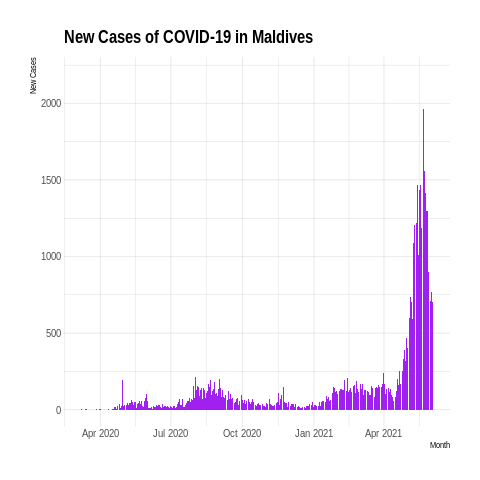 New Cases of COVID-19 in Maldives
New Cases
2000
1500
1000
500
0
Apr 2020 Jul 2020 Oct 2020 Jan 2021 Apr 2021
Month